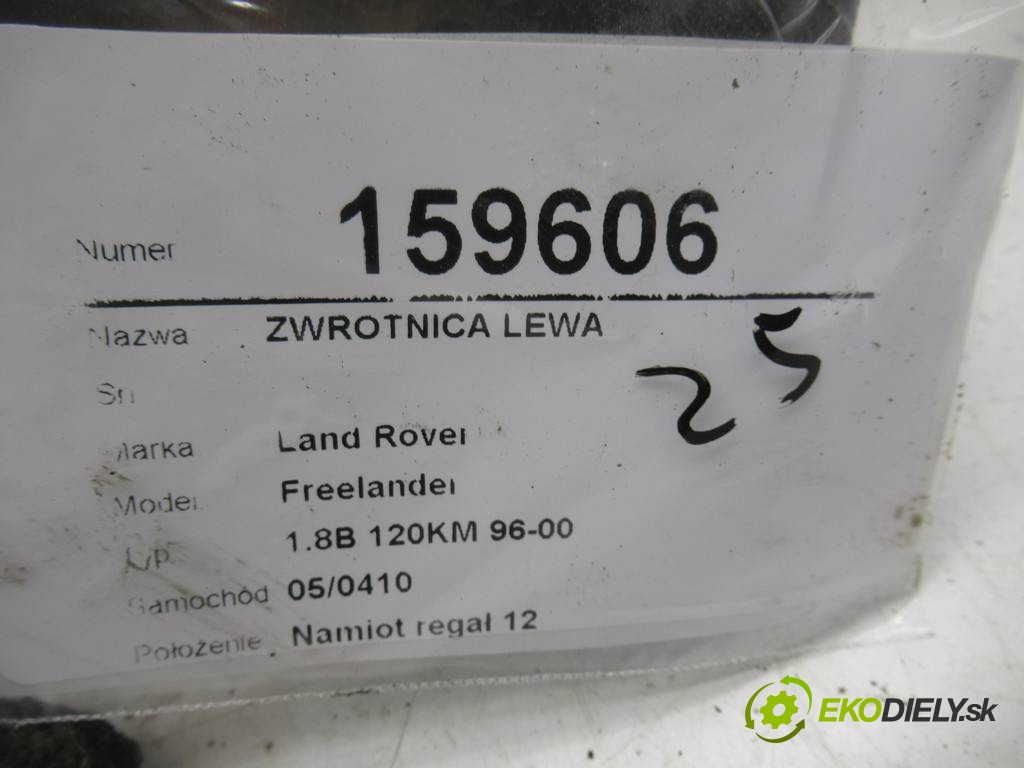 Numer 159606
Nazwa ZWROTNICA LEWA
Sn
25
Marka Land Rover
Model Freelander
Typ 1.8B 120KM 96-00
Samochód 05/0410
Położenie Namiot regał 12
EKODIELY.sk